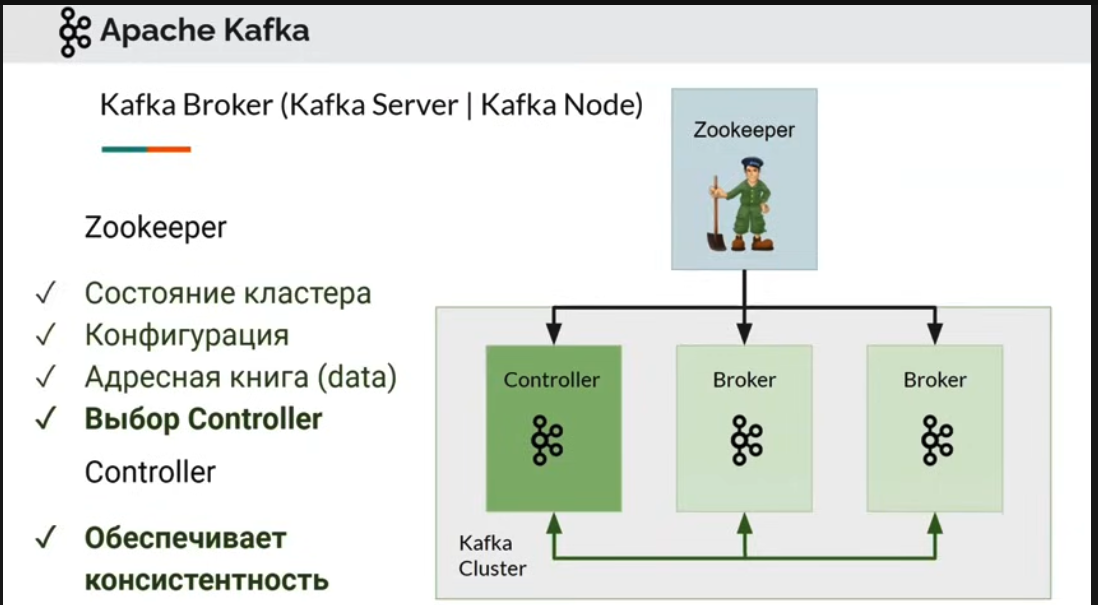 Apache Kafka
Kafka Broker (Kafka Server | Kafka Node)
Zookeeper
Состояние кластера
Конфигурация
Адресная книга (data)
Выбор Controller
Controller
Обеспечивает
консистентность
Zookeeper
Controller
Broker
Broker
Kafka
Cluster